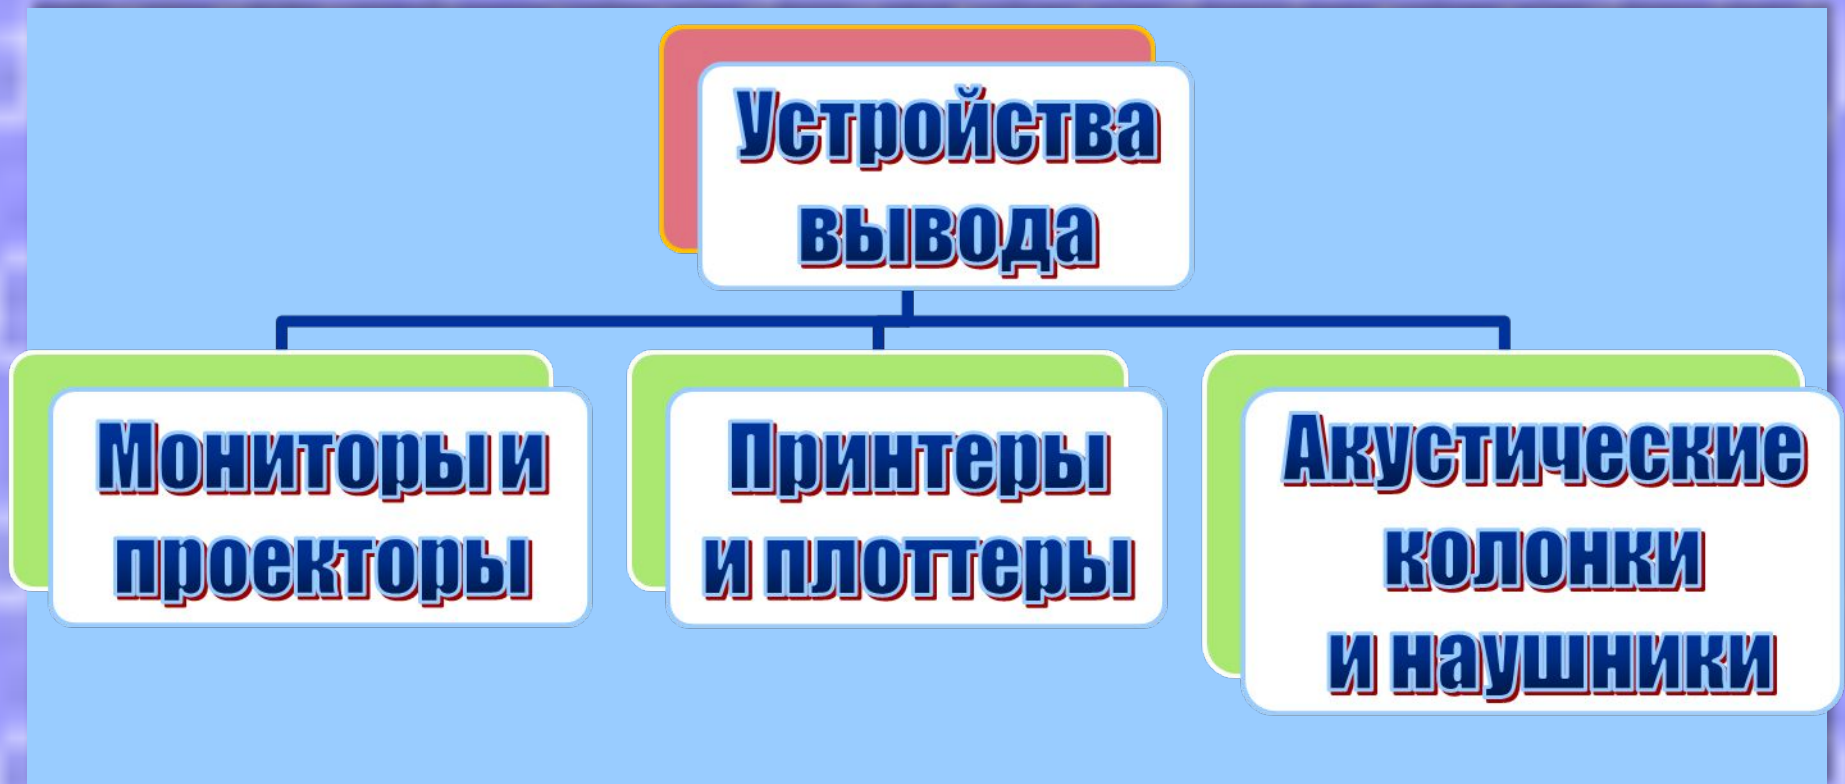 Устройства
вывода
Мониторы и
проекторы
Принтеры
и плоттеры
Акустические
колонки
и наушники